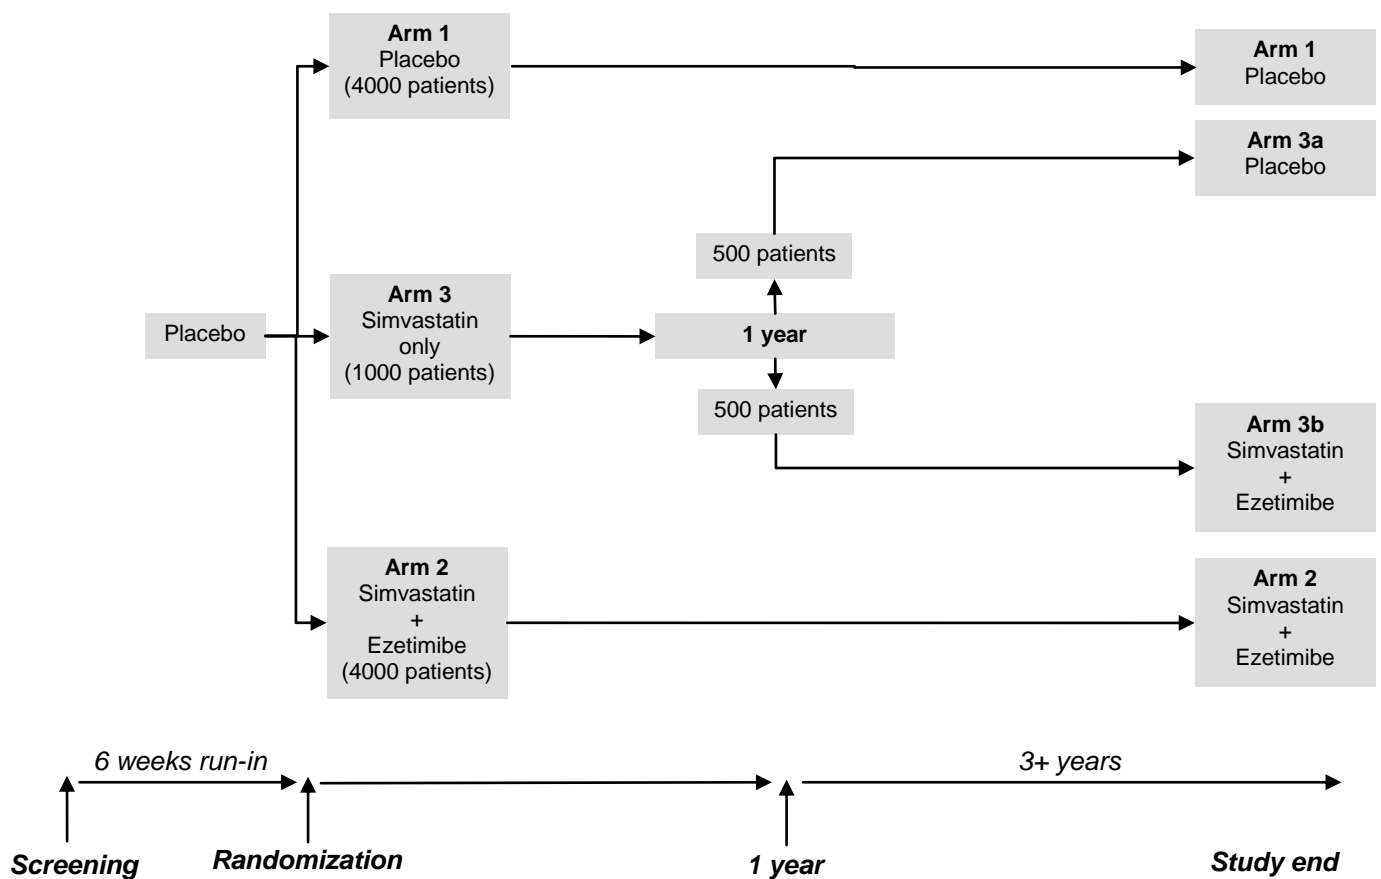 Arm 1
Placebo
(4000 patients)
Arm 1
Placebo
Arm 3a
Placebo
500 patients
Placebo
Arm 3
Simvastatin
only
(1000 patients)
1 year
500 patients
Arm 3b
Simvastatin
+
Ezetimibe
Arm 2
Simvastatin
+
Ezetimibe
(4000 patients)
Arm 2
Simvastatin
+
Ezetimibe
6 weeks run-in
3+ years
Screening
Randomization
1 year
Study end